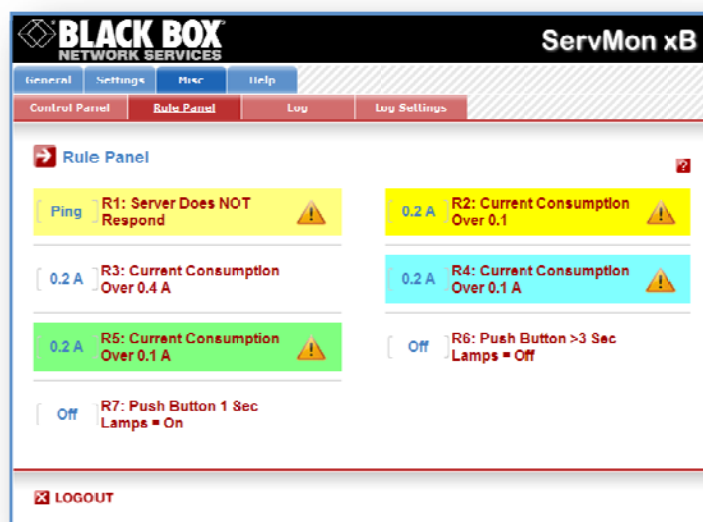 BLACK BOX
NETWORK SERVICES
ServMon xB
General Settings Misc Help
Control Panel Rule Panel Log Log Settings
Rule Panel
?
Ping R1: Server Does NOT
Respond
0.2 A R2: Current Consumption
Over 0.1
0.2 A R3: Current Consumption
Over 0.4 A
0.2 A R4: Current Consumption
Over 0.1 A
0.2 A R5: Current Consumption
Over 0.1 A
Off R6: Push Button >3 Sec
Lamps = Off
Off R7: Push Button 1 Sec
Lamps = On
LOGOUT